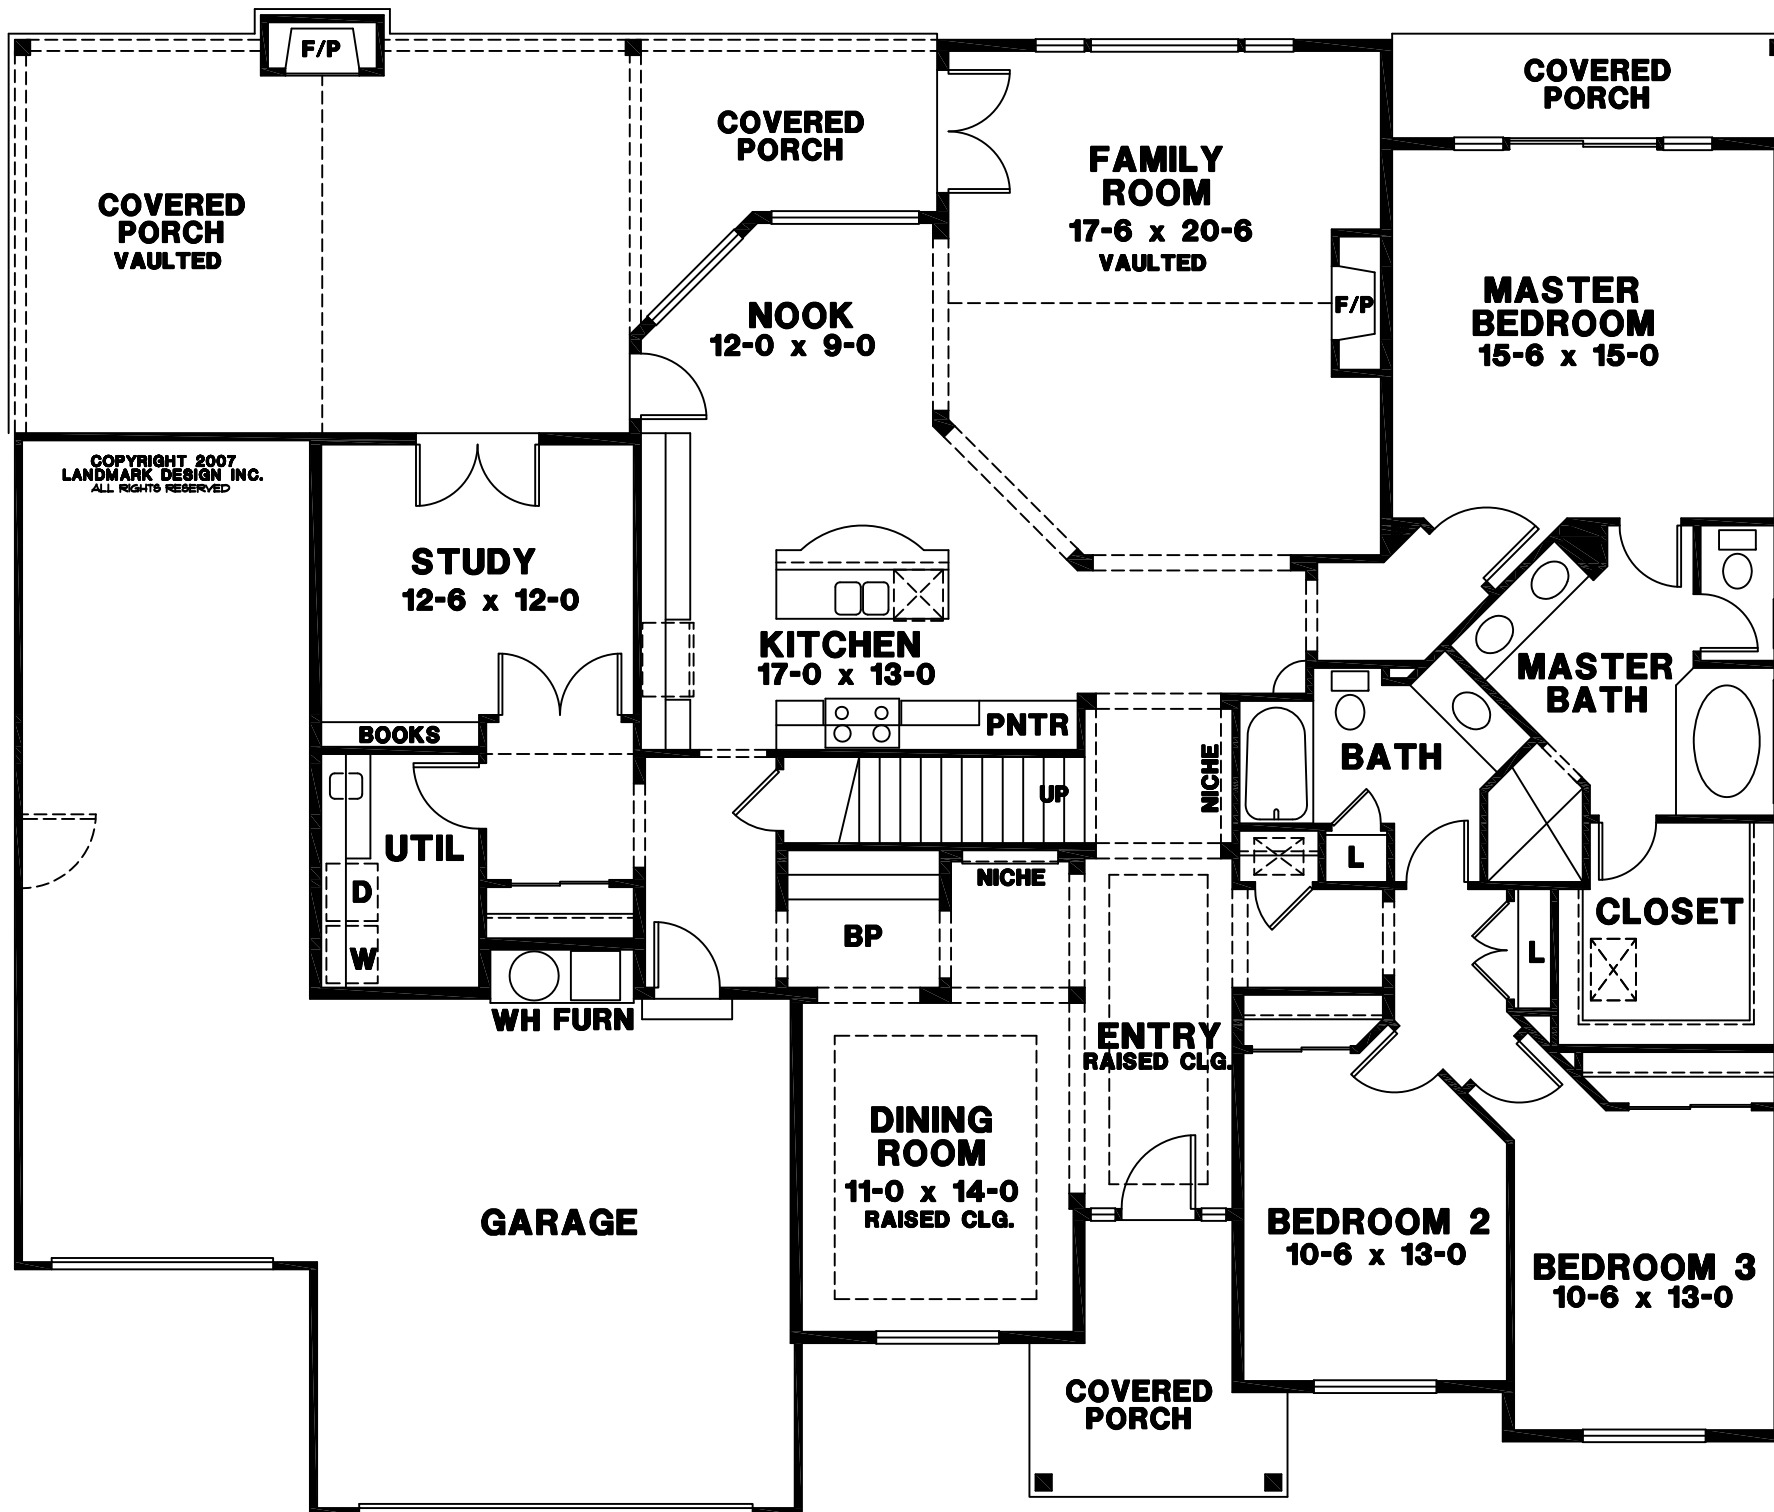 F/P
COVERED
PORCH
VAULTED
COVERED
PORCH
FAMILY
ROOM
17-6 x 20-6
VAULTED
F/P
COVERED
PORCH
MASTER
BEDROOM
15-6 x 15-0
NOOK
12-0 x 9-0
COPYRIGHT 2007
LANDMARK DESIGN INC.
ALL RIGHTS RESERVED
STUDY
12-6 x 12-0
BOOKS
KITCHEN
17-0 x 13-0
PNTR
MASTER
BATH
BATH
NICHE
UP
UTIL
D
W
NICHE
BP
L
CLOSET
L
WH FURN
ENTRY
RAISED CLG.
DINING
ROOM
11-0 x 14-0
RAISED CLG.
GARAGE
BEDROOM 2
10-6 x 13-0
BEDROOM 3
10-6 x 13-0
COVERED
PORCH